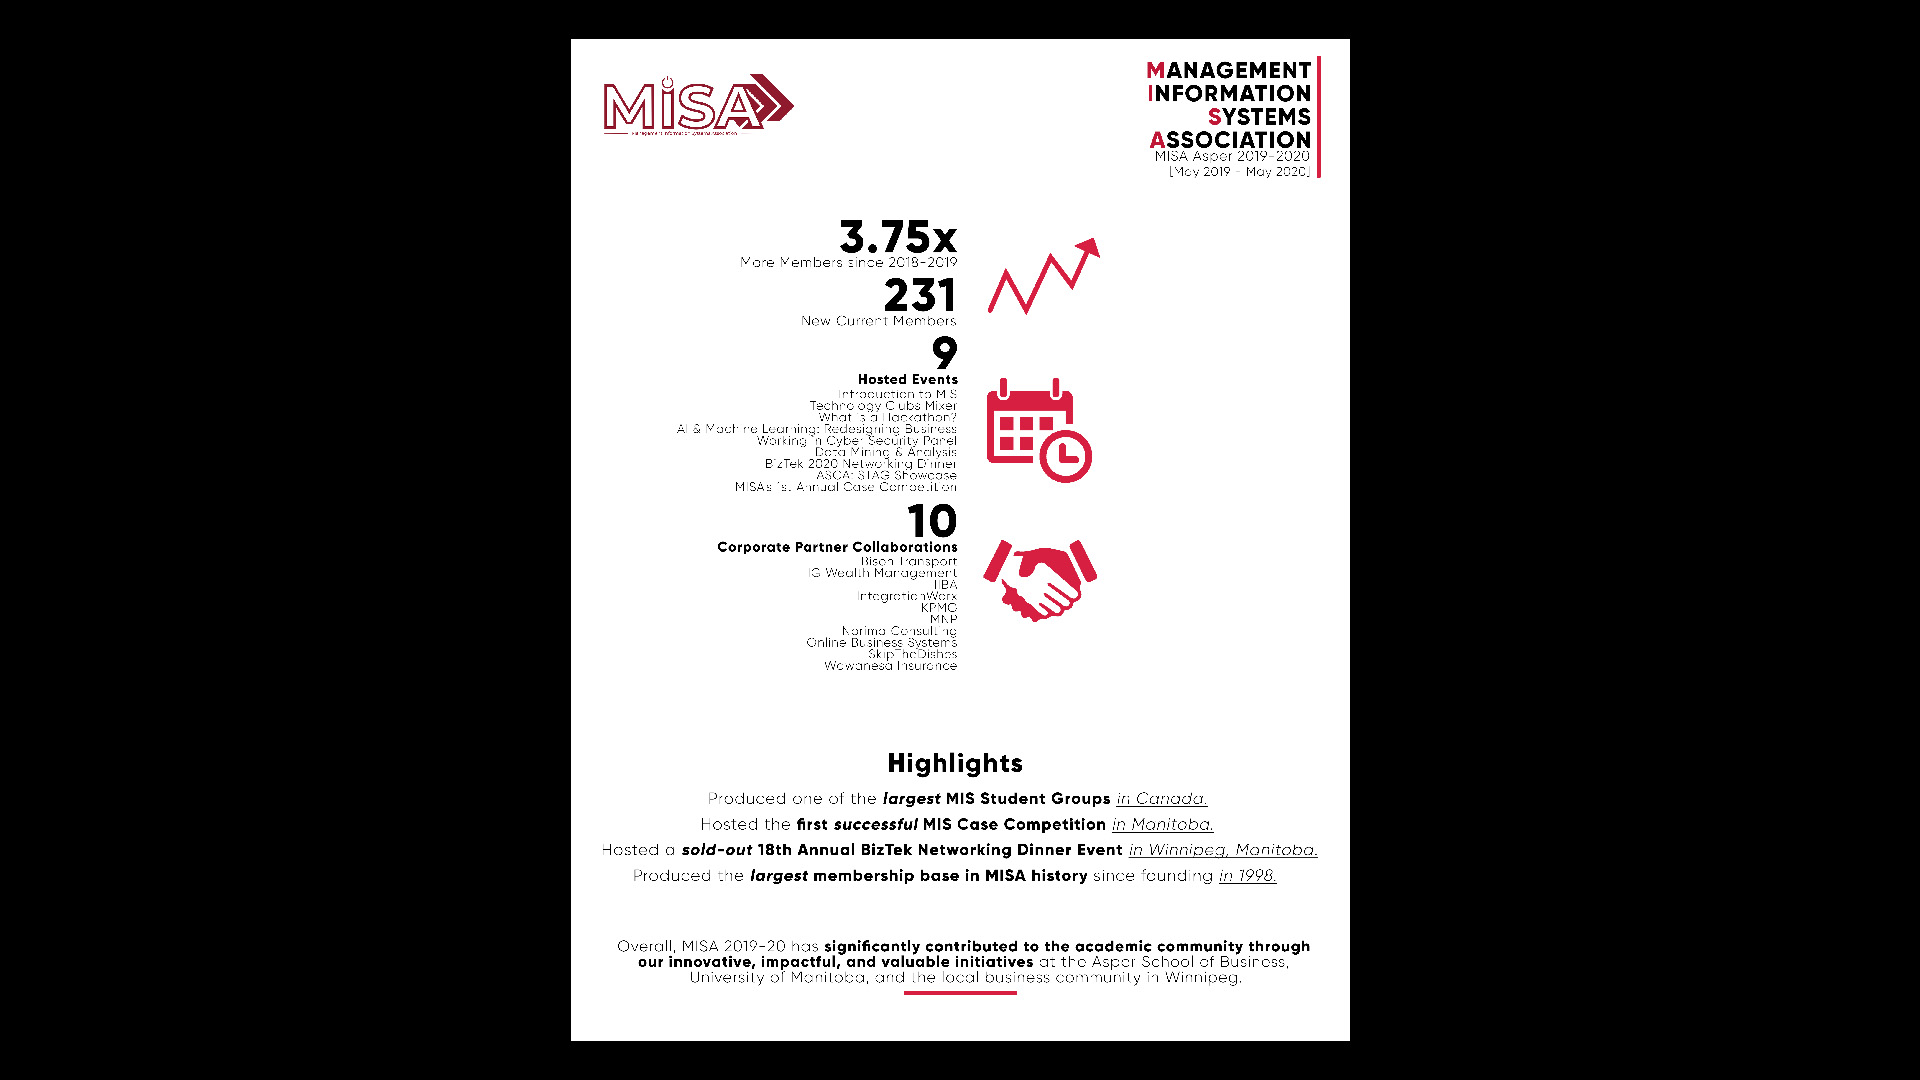 MiSA
Management Information Systems Association
MANAGEMENT
INFORMATION
SYSTEMS
ASSOCIATION
MISA Asper 2019-2020
[May 2019 - May 2020]
3.75x
More Members since 2018-2019
231
New Current Members
9
Hosted Events
Introduction to MIS
Technology Clubs Mixer
What is a Hackathon?
AI & Machine Learning: Redesigning Business
Working in Cyber Security Panel
Data Mining & Analysis
BizTek 2020 Networking Dinner
ASCAr STAG Showcase
MISA's 1st Annual Case Competition
10
Corporate Partner Collaborations
Bison Transport
IG Wealth Management
IIBA
IntegrationWorx
KPMG
MNP
Norima Consulting
Online Business Systems
SkipTheDishes
Wawanesa Insurance
Highlights
Produced one of the largest MIS Student Groups in Canada.
Hosted the first successful MIS Case Competition in Manitoba.
Hosted a sold-out 18th Annual BizTek Networking Dinner Event in Winnipeg, Manitoba.
Produced the largest membership base in MISA history since founding in 1998.
Overall, MISA 2019-20 has significantly contributed to the academic community through
our innovative, impactful, and valuable initiatives at the Asper School of Business,
University of Manitoba, and the local business community in Winnipeg.